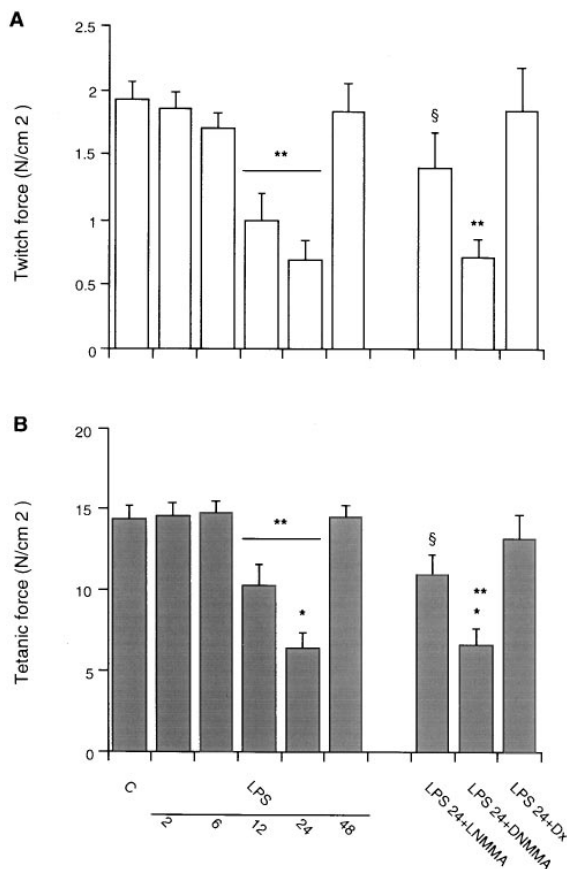 A
Twitch force (N/cm 2 )
2.5
2
1.5
1
2.5
0
**
§
**
B
Tetanic force (N/cm 2 )
20
15
10
5
0
**
*
§
**
*
C
LPS
2
6
12
24
48
LPS 24+LNMMA
LPS 24+DNMMA
LPS 24+Dx